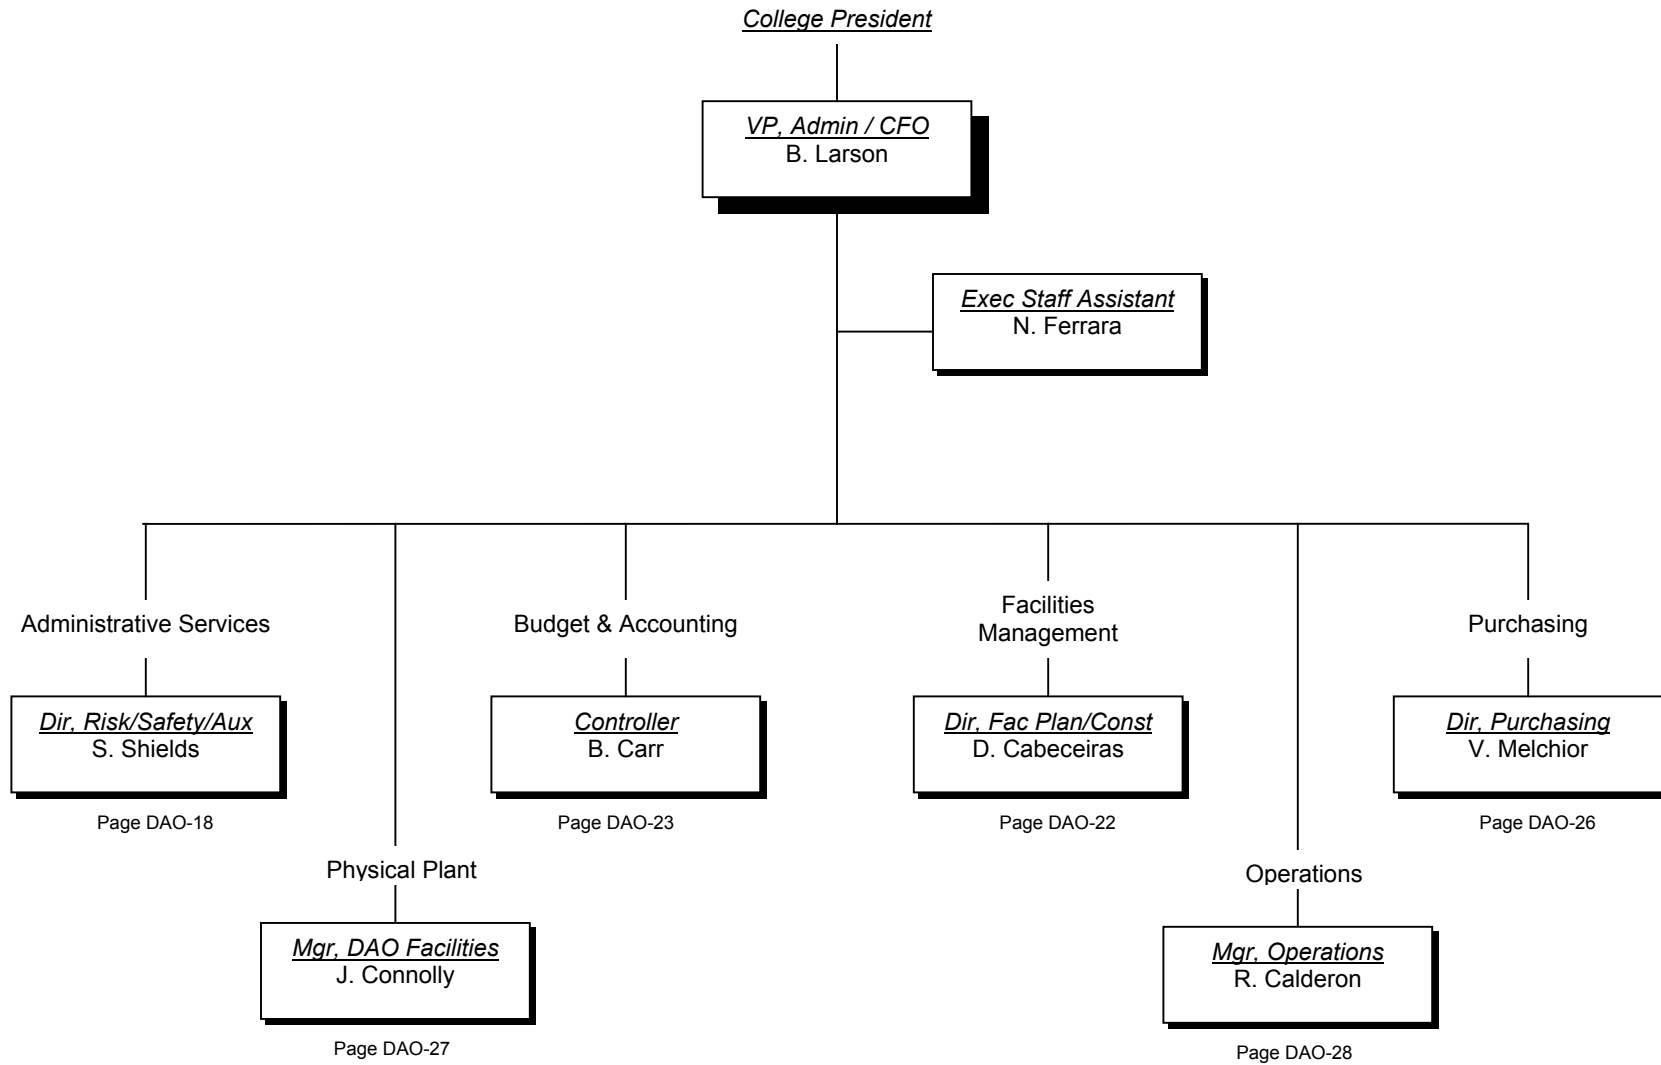 College President
VP, Admin / CFO
B. Larson
Exec Staff Assistant
N. Ferrara
Administrative Services
Dir, Risk/Safety/Aux
S. Shields
Page DAO-18
Physical Plant
Mgr, DAO Facilities
J. Connolly
Page DAO-27
Budget & Accounting
Controller
B. Carr
Page DAO-23
Facilities
Management
Dir, Fac Plan/Const
D. Cabeceiras
Page DAO-22
Operations
Mgr, Operations
R. Calderon
Page DAO-28
Purchasing
Dir, Purchasing
V. Melchior
Page DAO-26